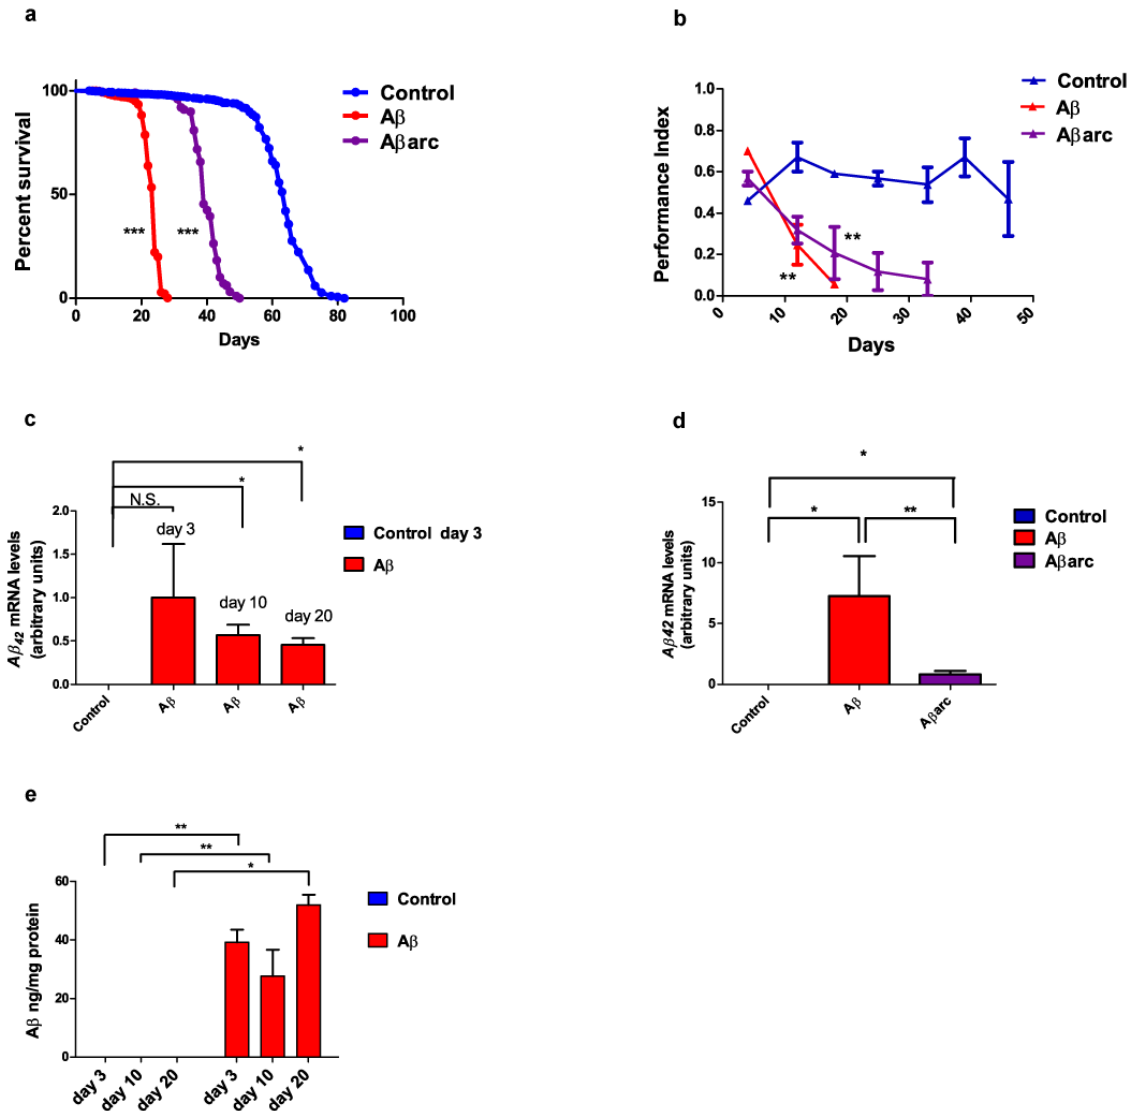 a
100
50
0
0
20
40
60
80
100
Percent survival
Days
***
***
Control
Aβ
Aβarc
b
1.0
0.8
0.6
0.4
0.2
0.0
0
10
20
30
40
50
Performance Index
Days
**
**
Control
Aβ
Aβarc
c
*
*
N.S.
2.0
1.5
1.0
0.5
0.0
Aβ42 mRNA levels
(arbitrary units)
day 3
day 10
day 20
Control
Aβ
Aβ
Aβ
Control day 3
Aβ
d
*
*
**
15
10
5
0
Aβ42 mRNA levels
(arbitrary units)
Control
Aβ
Aβarc
Control
Aβ
Aβarc
e
**
**
*
60
40
20
0
Aβ ng/mg protein
day 3
day 10
day 20
day 3
day 10
day 20
Control
Aβ